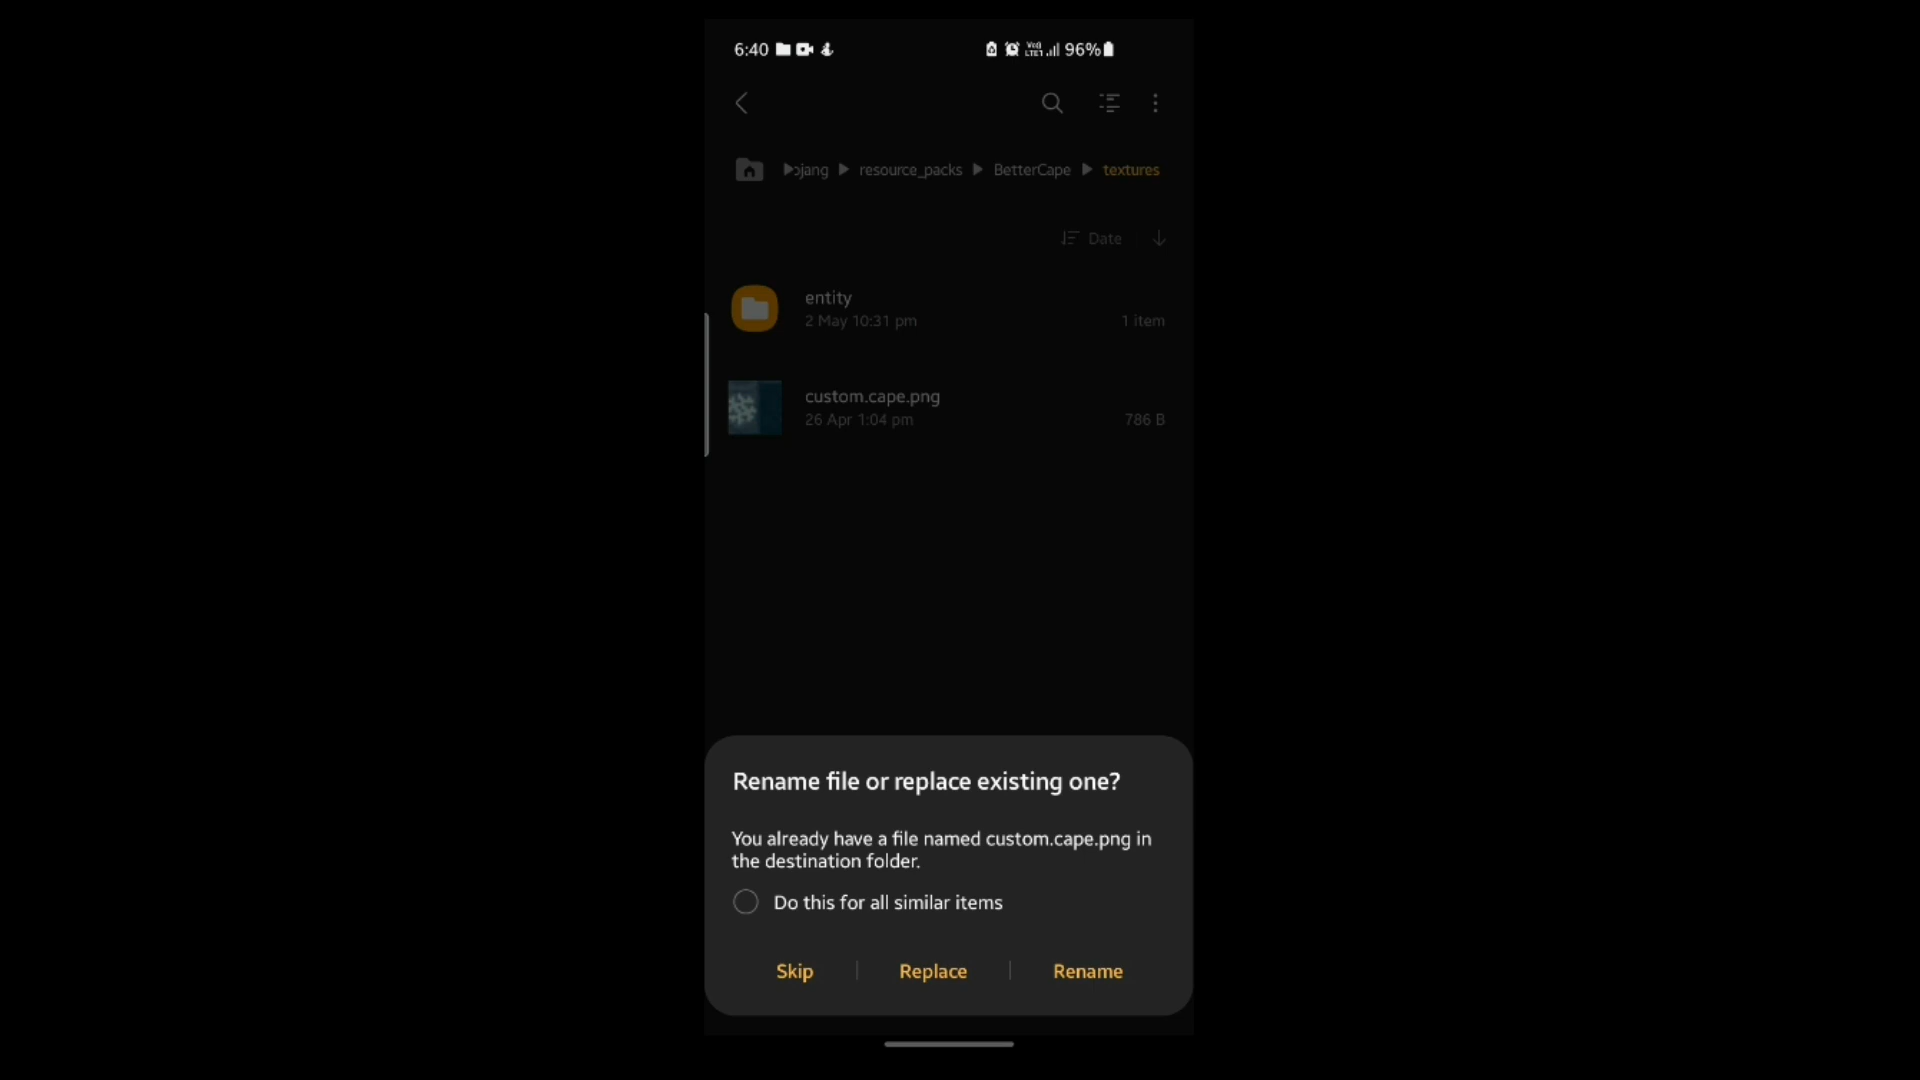 6:40 96%
ojang resource_packs BetterCape textures
Date
entity
2 May 10:31 pm 1 item
custom.cape.png
26 Apr 1:04 pm 786 B
Rename file or replace existing one?
You already have a file named custom.cape.png in
the destination folder.
Do this for all similar items
Skip Replace Rename